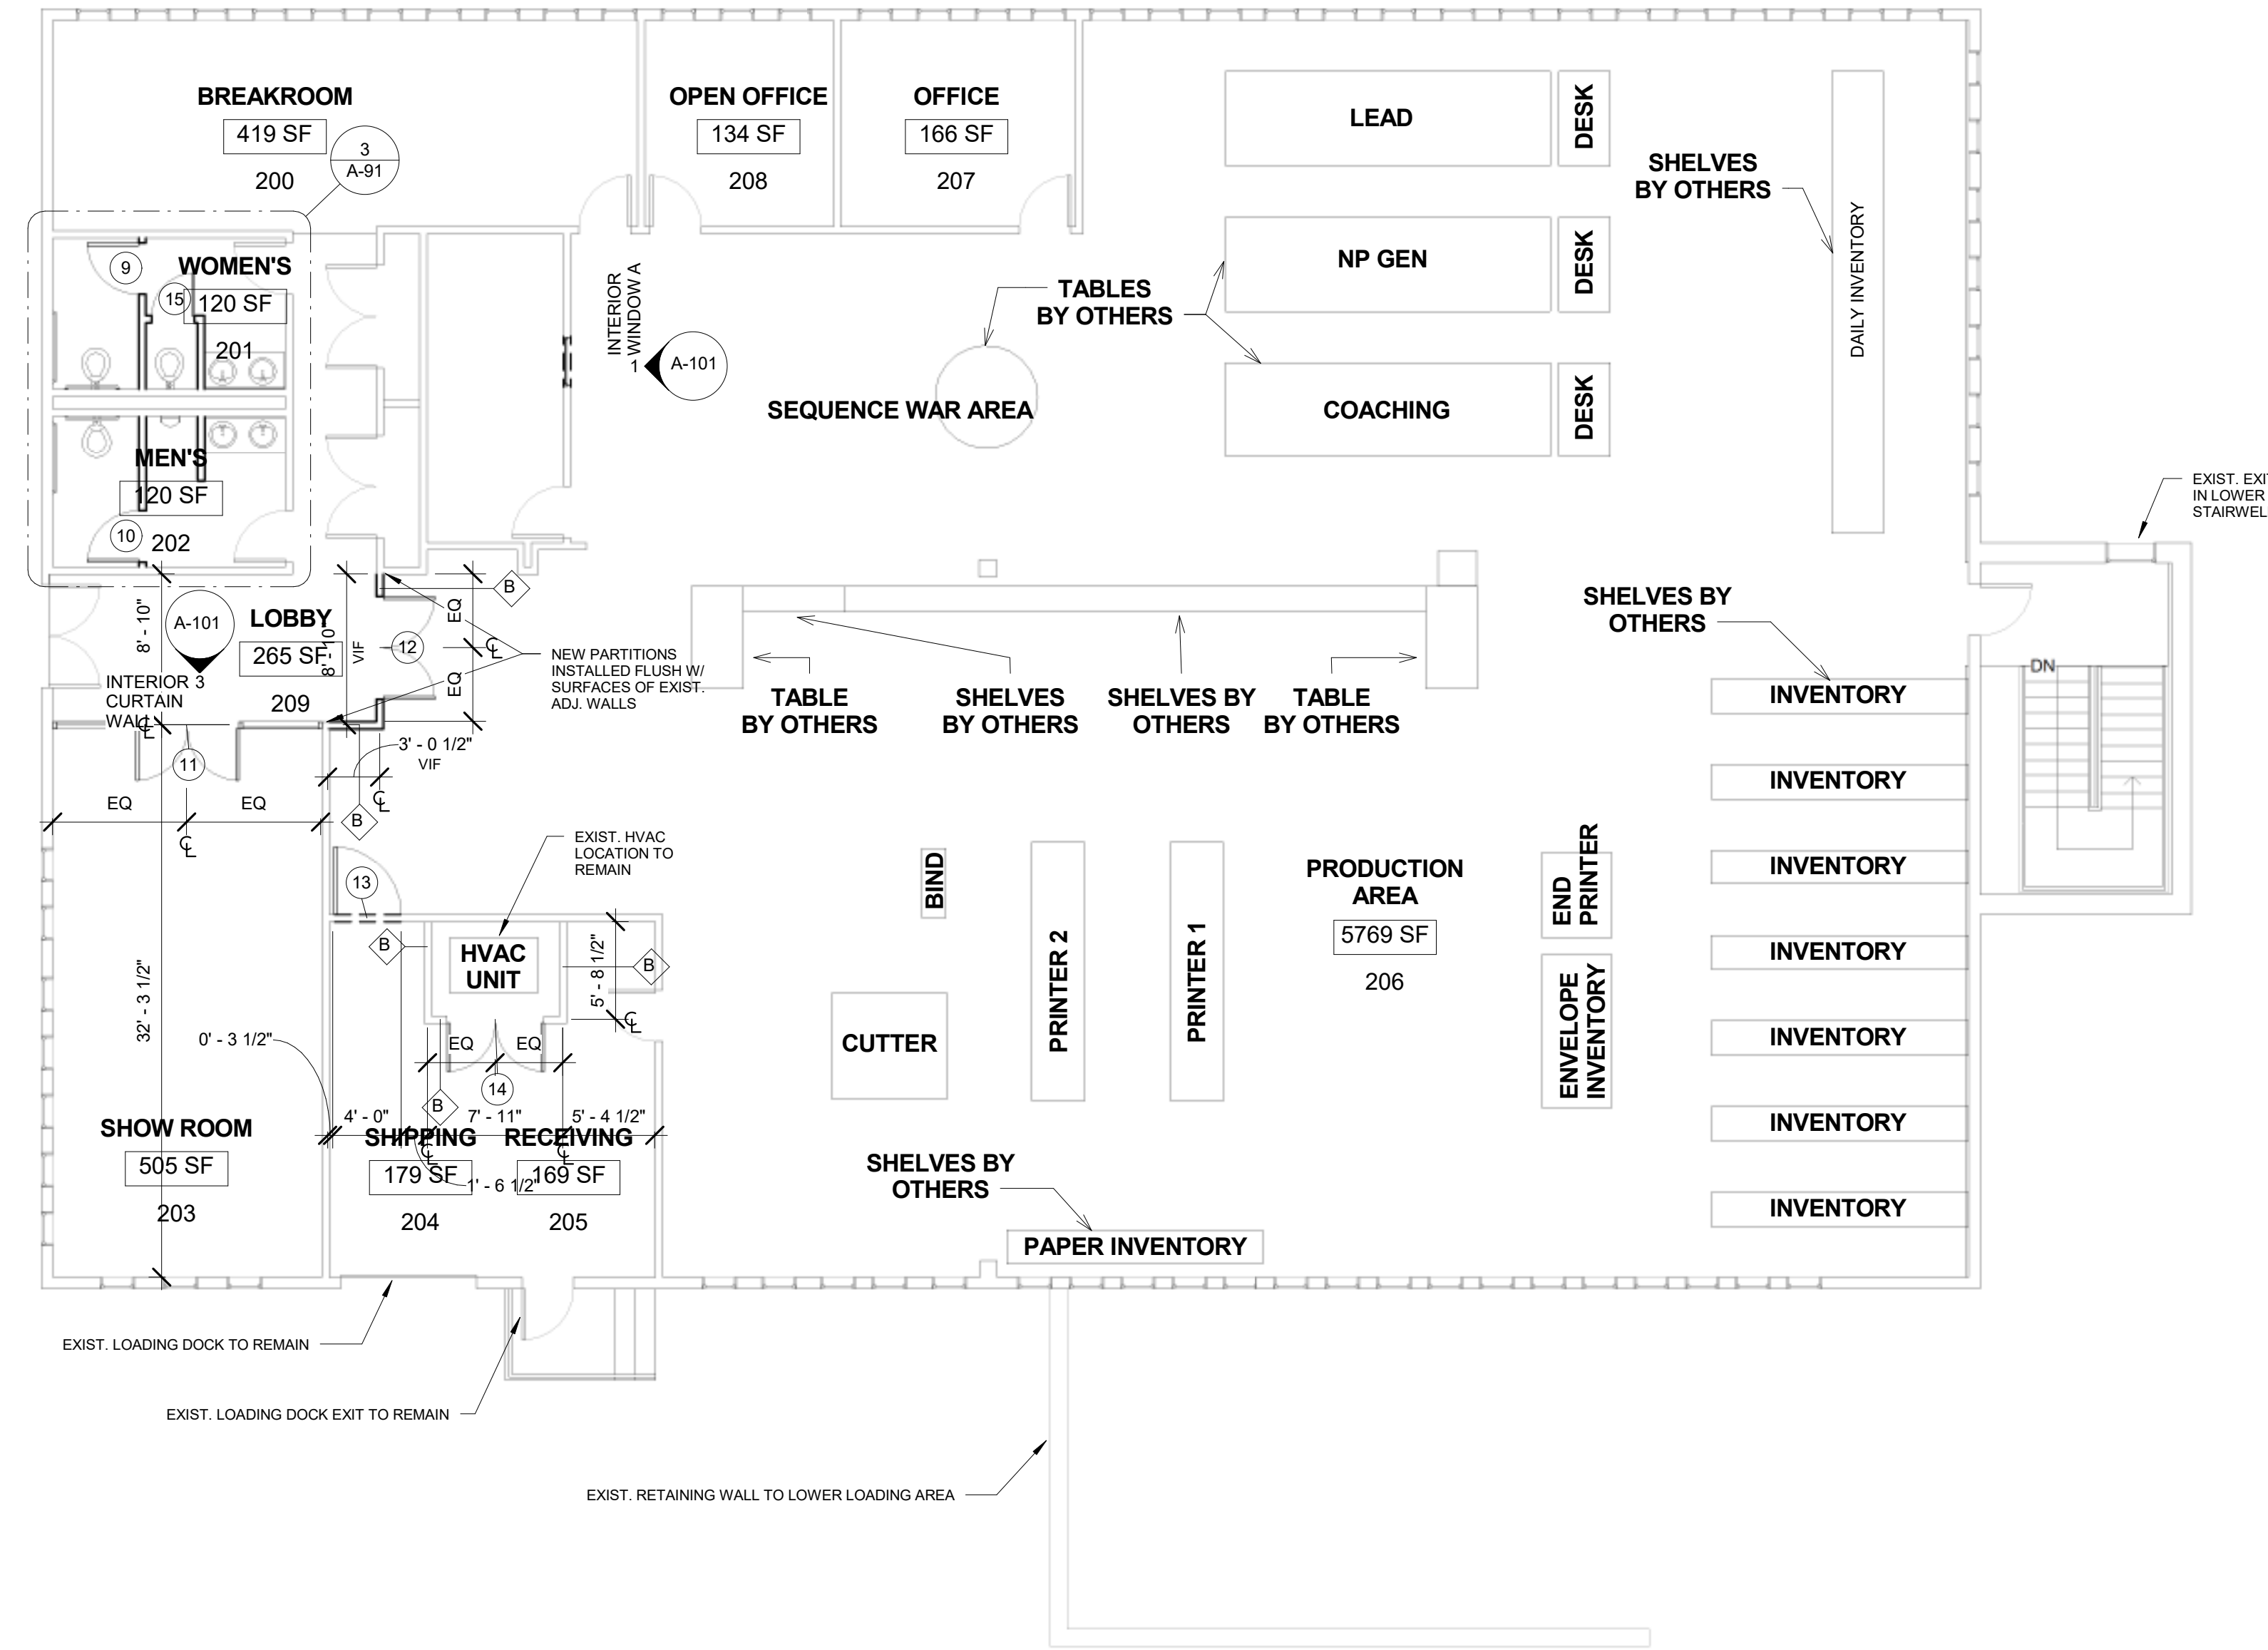 BREAKROOM
419 SF
200
3
A-91
OPEN OFFICE
134 SF
208
OFFICE
166 SF
207
LEAD
DESK
SHELVES
BY OTHERS
DAILY INVENTORY
NP GEN
DESK
TABLES
BY OTHERS
COACHING
DESK
SEQUENCE WAR AREA
INTERIOR
WINDOW A
1
A-101
9
WOMEN'S
15
120 SF
201
MEN'S
120 SF
10
202
EXIST. EXI
IN LOWER
STAIRWEL
B
8' - 10"
A-101
LOBBY
265 SF
209
8' - 10"
VIF
EQ
12
CL
EQ
INTERIOR 3
CURTAIN
WALL
CL
NEW PARTITIONS
INSTALLED FLUSH W/
SURFACES OF EXIST.
ADJ. WALLS
3' - 0 1/2"
VIF
11
EQ
EQ
CL
CL
B
TABLE
BY OTHERS
SHELVES
BY OTHERS
SHELVES BY
OTHERS
TABLE
BY OTHERS
SHELVES BY
OTHERS
DN
INVENTORY
INVENTORY
INVENTORY
INVENTORY
INVENTORY
INVENTORY
INVENTORY
EXIST. HVAC
LOCATION TO
REMAIN
13
B
HVAC
UNIT
5' - 8 1/2"
B
CL
BIND
PRINTER 2
PRINTER 1
PRODUCTION
AREA
5769 SF
206
END
PRINTER
ENVELOPE
INVENTORY
CUTTER
32' - 3 1/2"
0' - 3 1/2"
EQ
EQ
14
B
4' - 0"
7' - 11"
5' - 4 1/2"
SHOW ROOM
505 SF
203
SHIPPING
179 SF
204
CL
CL
1' - 6 1/2"
RECEIVING
169 SF
205
SHELVES BY
OTHERS
PAPER INVENTORY
EXIST. LOADING DOCK TO REMAIN
EXIST. LOADING DOCK EXIT TO REMAIN
EXIST. RETAINING WALL TO LOWER LOADING AREA